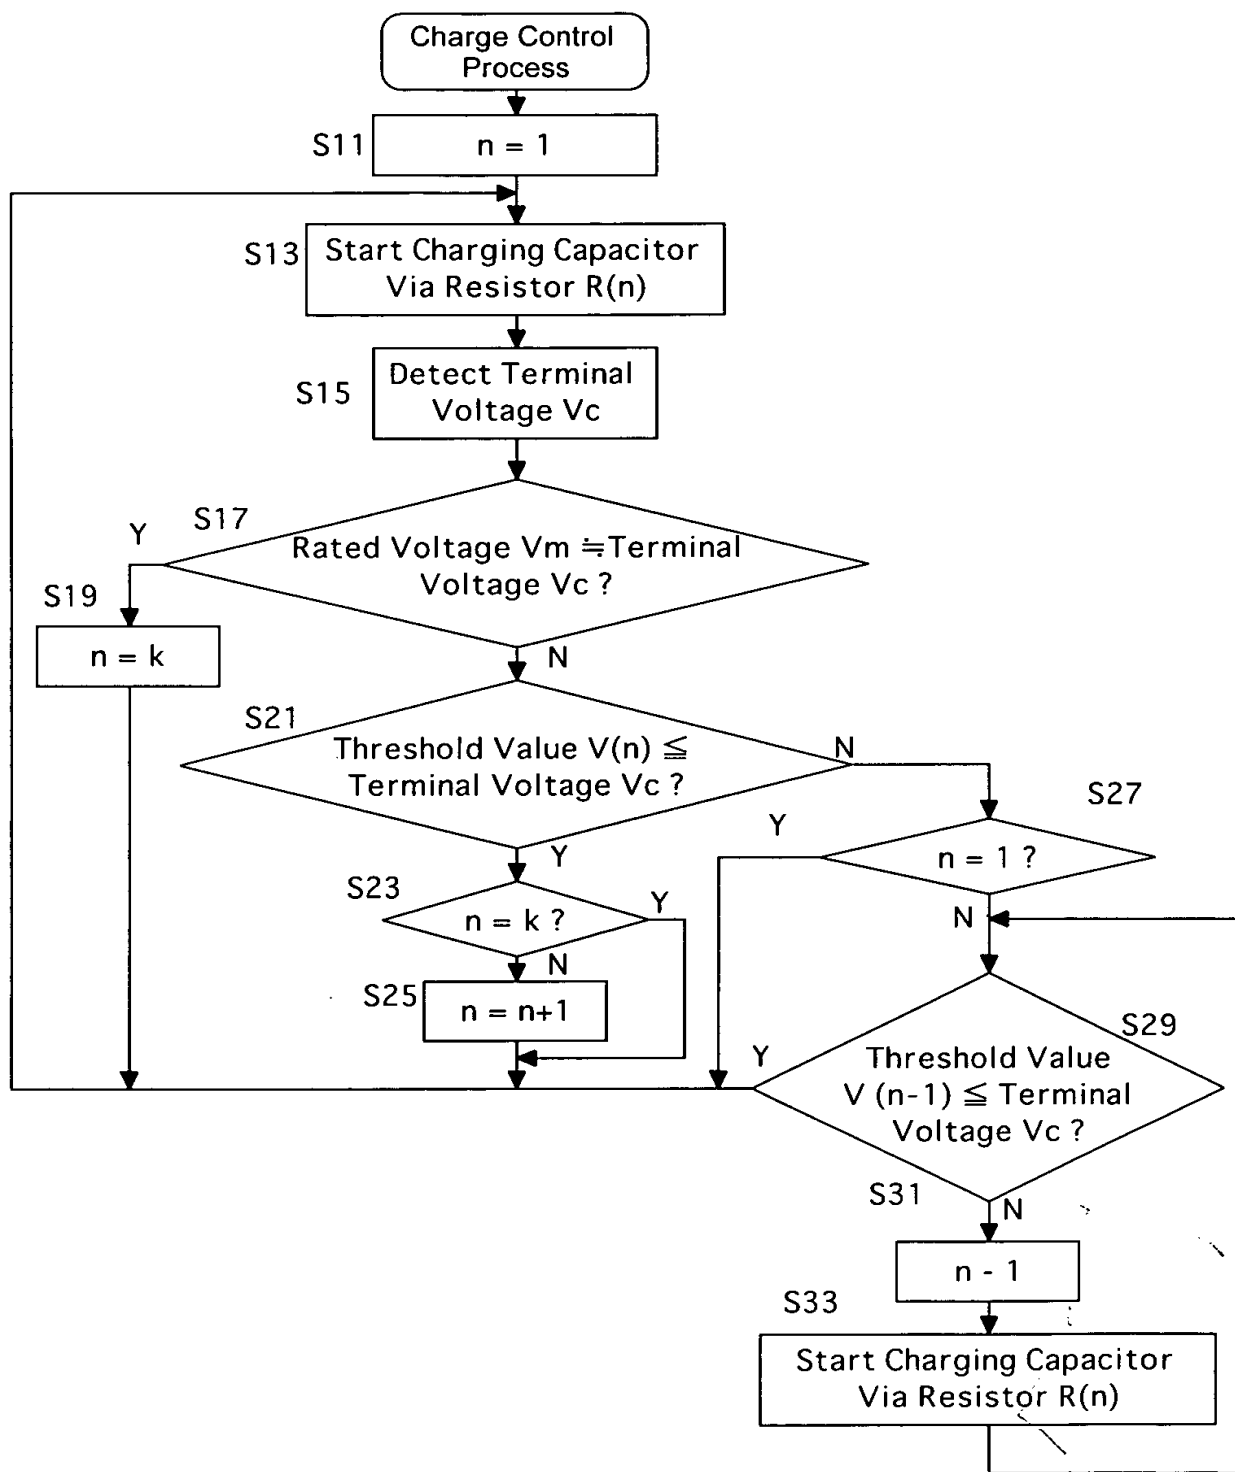 Charge Control
Process
S11
n = 1
S13
Start Charging Capacitor
Via Resistor R(n)
S15
Detect Terminal
Voltage Vc
S17
Y
Rated Voltage Vm ≒Terminal
Voltage Vc ?
S19
n = k
N
S21
Threshold Value V(n) ≦
Terminal Voltage Vc ?
N
S27
Y
n = 1 ?
Y
S23
n = k ?
Y
N
N
S25
n = n+1
S29
Y
Threshold Value
V (n-1) ≦ Terminal
Voltage Vc ?
S31
N
n - 1
S33
Start Charging Capacitor
Via Resistor R(n)